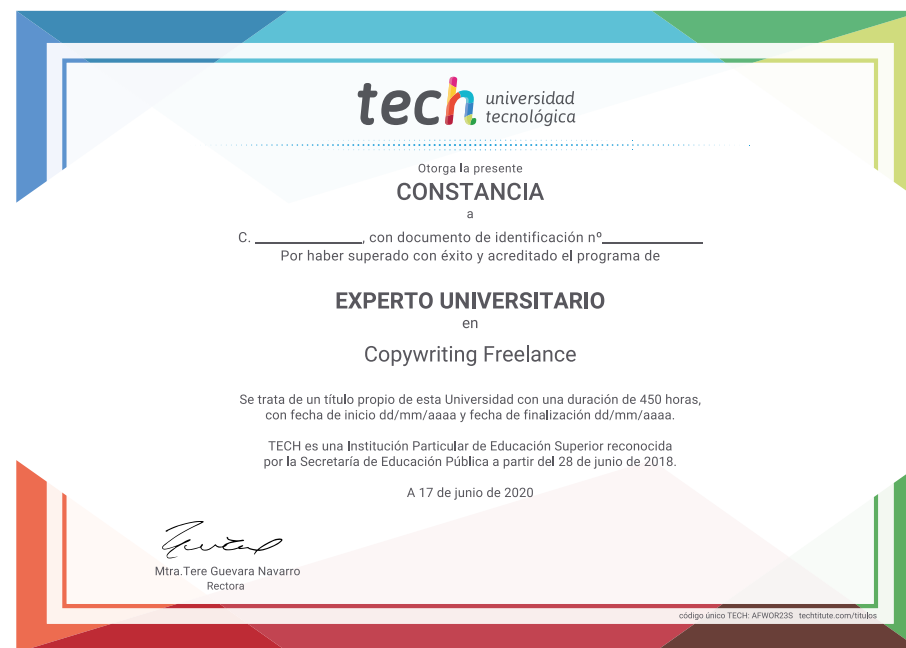 tech universidad
tecnológica
Otorga la presente
CONSTANCIA
a
C. ____________, con documento de identificación nº____________
Por haber superado con éxito y acreditado el programa de
EXPERTO UNIVERSITARIO
en
Copywriting Freelance
Se trata de un título propio de esta Universidad con una duración de 450 horas,
con fecha de inicio dd/mm/aaaa y fecha de finalización dd/mm/aaaa.
TECH es una Institución Particular de Educación Superior reconocida
por la Secretaría de Educación Pública a partir del 28 de junio de 2018.
A 17 de junio de 2020
Mtra.Tere Guevara Navarro
Rectora
código único TECH: AFWOR23S techtitute.com/titulos